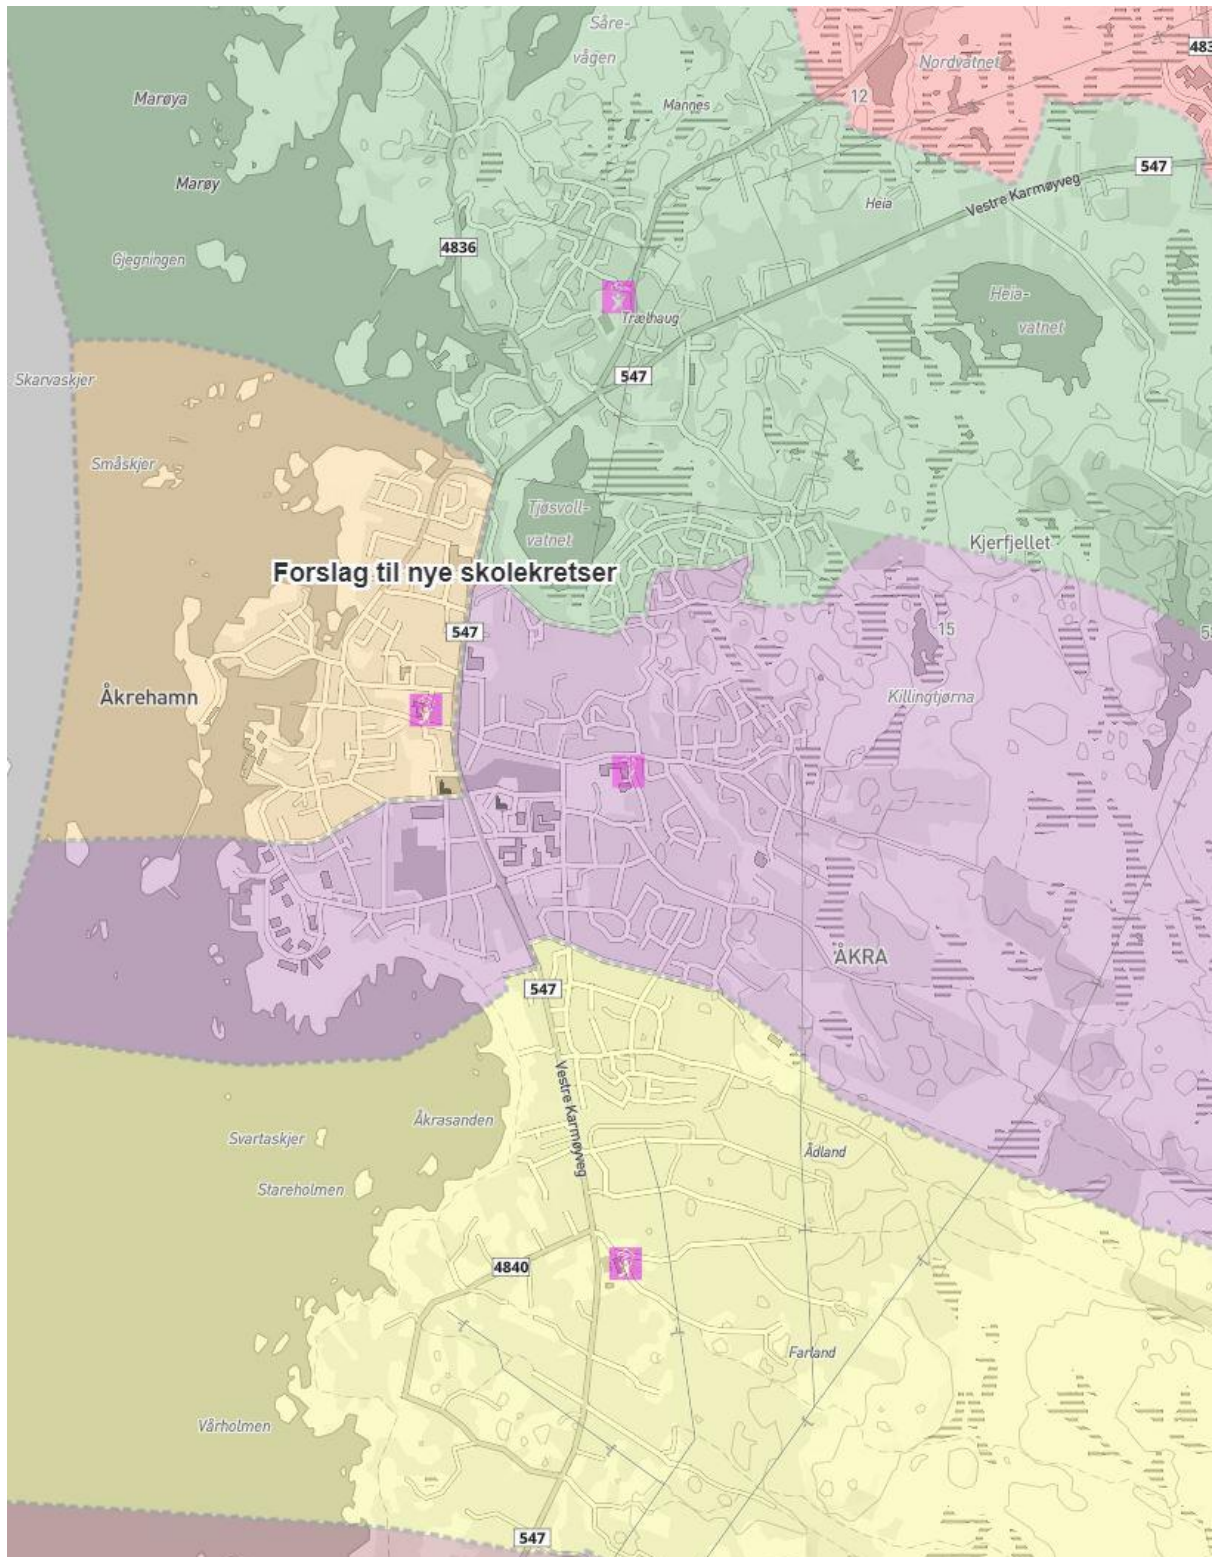 Såre-
vågen
483
Nordvatnet
Marøya
12
Mannes
547
Marøy
Vestre Karmøyveg
Heia
4836
Gjegningen
Heia-
vatnet
Trælhaug
547
Skarvaskjer
Småskjer
Tjøsvoll-
vatnet
Kjerfjellet
Forslag til nye skolekretser
547
15
5
Åkrehamn
Killingtjørna
ÅKRA
547
Vestre Karmøyveg
Åkrasanden
Svartaskjer
Ådland
Stareholmen
4840
Farland
Vårholmen
547